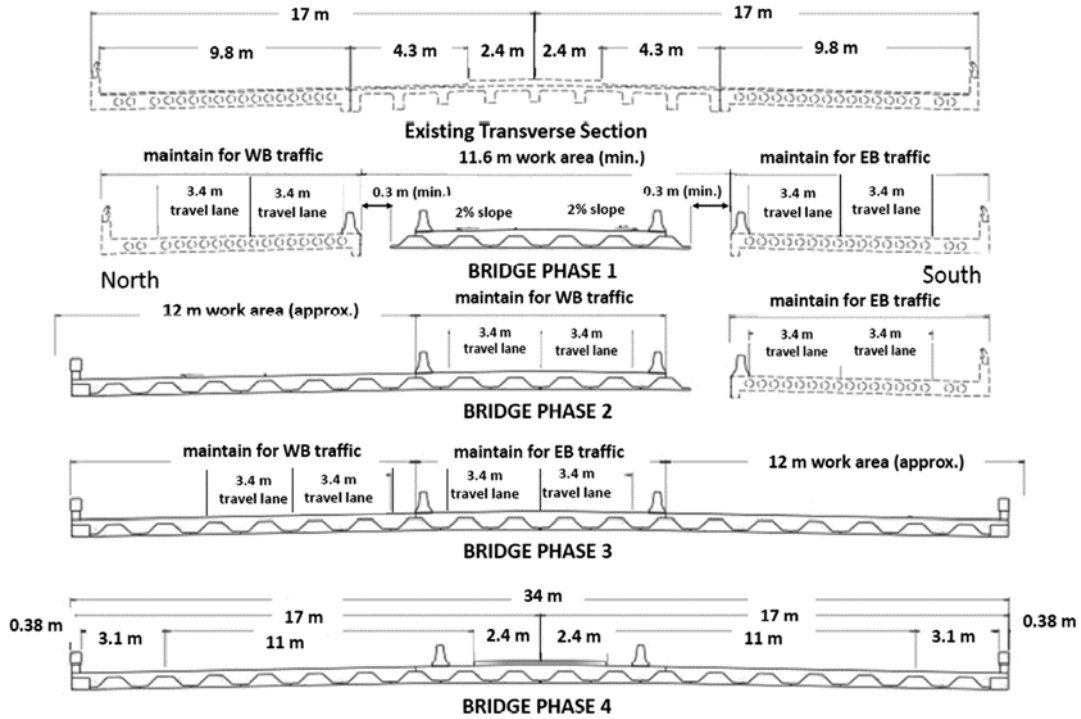 17 m 17 m
9.8 m 4.3 m 2.4 m 2.4 m 4.3 m 9.8 m
Existing Transverse Section
maintain for WB traffic 11.6 m work area (min.) maintain for EB traffic
3.4 m 3.4 m 0.3 m (min.) 0.3 m (min.) 3.4 m 3.4 m
travel lane travel lane 2% slope 2% slope travel lane travel lane
BRIDGE PHASE 1
North South
12 m work area (approx.) maintain for WB traffic maintain for EB traffic
3.4 m 3.4 m 3.4 m 3.4 m
travel lane travel lane travel lane travel lane
BRIDGE PHASE 2
maintain for WB traffic maintain for EB traffic 12 m work area (approx.)
3.4 m 3.4 m 3.4 m 3.4 m
travel lane travel lane travel lane travel lane
BRIDGE PHASE 3
34 m
0.38 m 17 m 17 m 0.38 m
3.1 m 11 m 2.4 m 2.4 m 11 m 3.1 m
BRIDGE PHASE 4